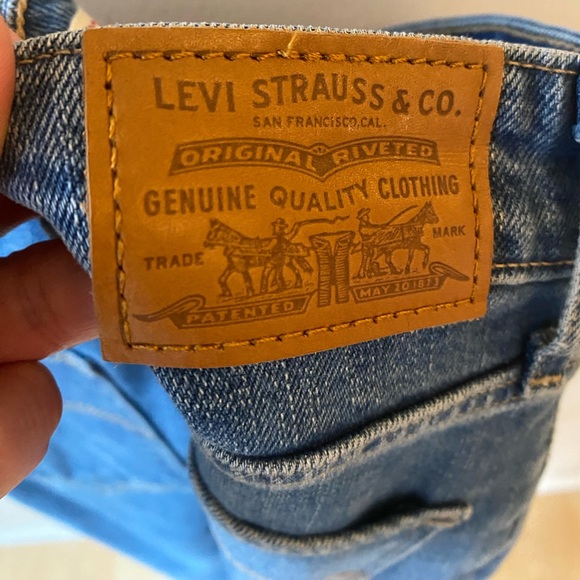 LEVI STRAUSS & CO.
SAN FRANCISCO, CAL.
ORIGINAL RIVETED
GENUINE QUALITY CLOTHING
TRADE MARK
PATENTED MAY 20 1873